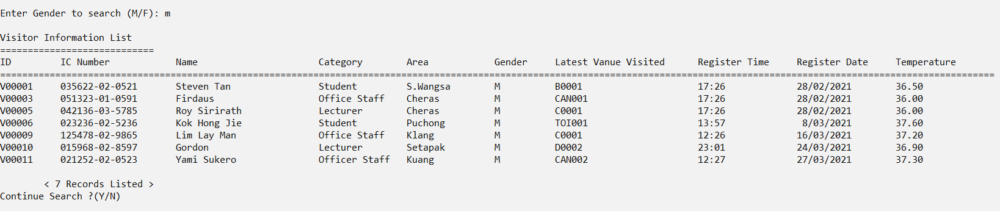 Enter Gender to search (M/F): m
Visitor Information List
============================
ID IC Number Name Category Area Gender Latest Vanue Visited Register Time Register Date Temperature
=====================================================================================================================================================================================
V00001 035622-02-0521 Steven Tan Student S.Wangsa M B0001 17:26 28/02/2021 36.50
V00003 051323-01-0591 Firdaus Office Staff Cheras M CAN001 17:26 28/02/2021 36.00
V00005 042136-03-5785 Roy Sirirath Lecturer Cheras M C0001 17:26 28/02/2021 36.00
V00006 023236-02-5236 Kok Hong Jie Student Puchong M TOI001 13:57 8/03/2021 37.60
V00009 125478-02-9865 Lim Lay Man Office Staff Klang M C0001 12:26 16/03/2021 37.20
V00010 015968-02-8597 Gordon Lecturer Setapak M D0002 23:01 24/03/2021 36.90
V00011 021252-02-0523 Yami Sukero Officer Staff Kuang M CAN002 12:27 27/03/2021 37.30
< 7 Records Listed >
Continue Search ?(Y/N)